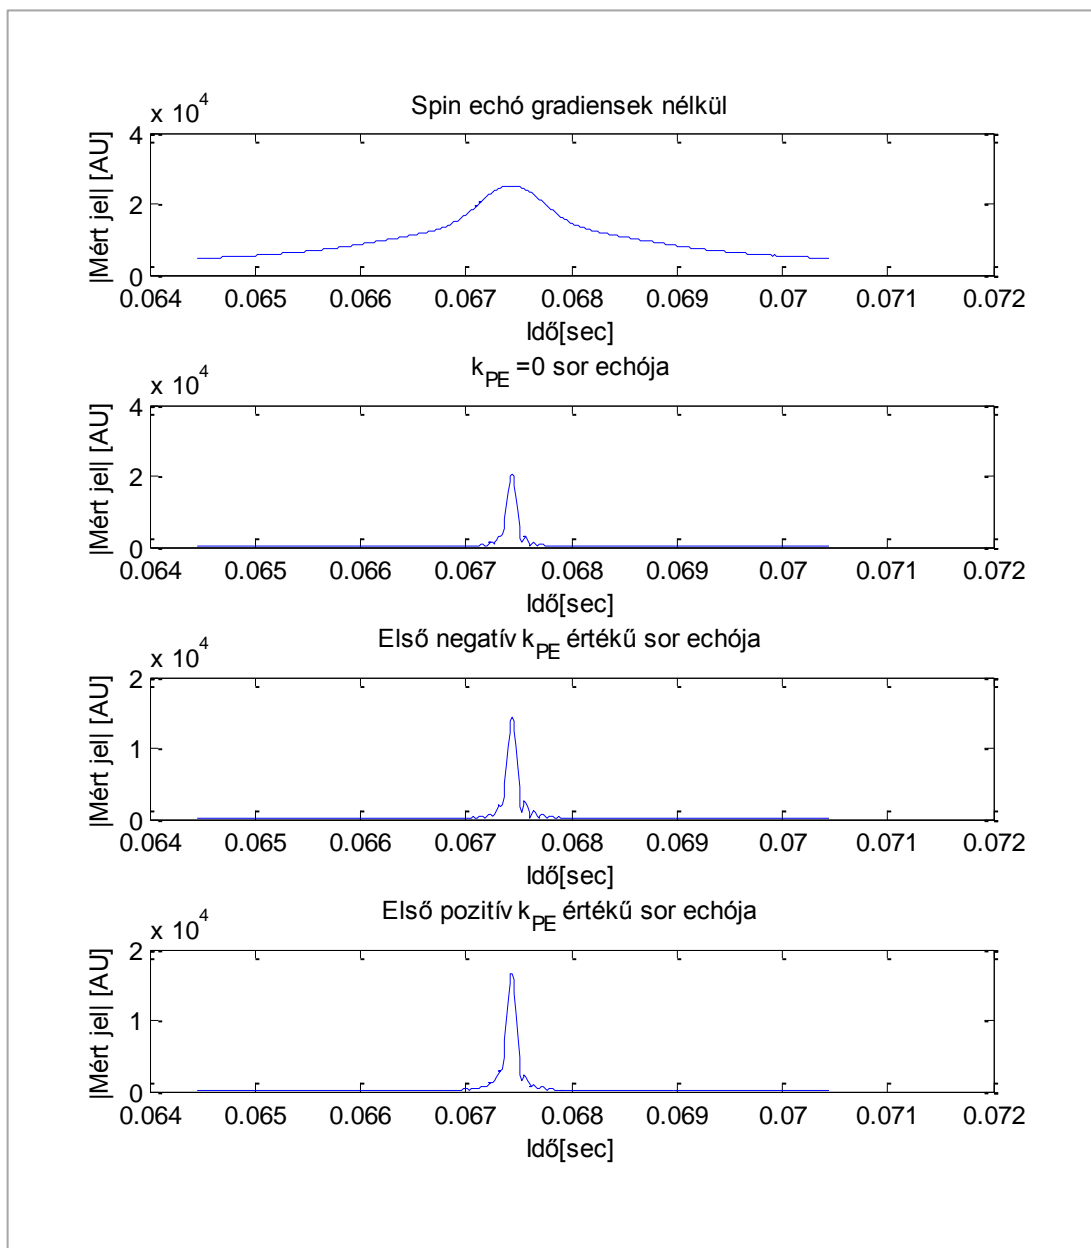 Spin echó gradiensek nélkül
x 10^4
|Mért jel| [AU]
4
2
0
0.064 0.065 0.066 0.067 0.068 0.069 0.07 0.071 0.072
Idő[sec]
k_PE =0 sor echója
x 10^4
|Mért jel| [AU]
4
2
0
0.064 0.065 0.066 0.067 0.068 0.069 0.07 0.071 0.072
Idő[sec]
Első negatív k_PE értékű sor echója
x 10^4
|Mért jel| [AU]
2
1
0
0.064 0.065 0.066 0.067 0.068 0.069 0.07 0.071 0.072
Idő[sec]
Első pozitív k_PE értékű sor echója
x 10^4
|Mért jel| [AU]
2
1
0
0.064 0.065 0.066 0.067 0.068 0.069 0.07 0.071 0.072
Idő[sec]